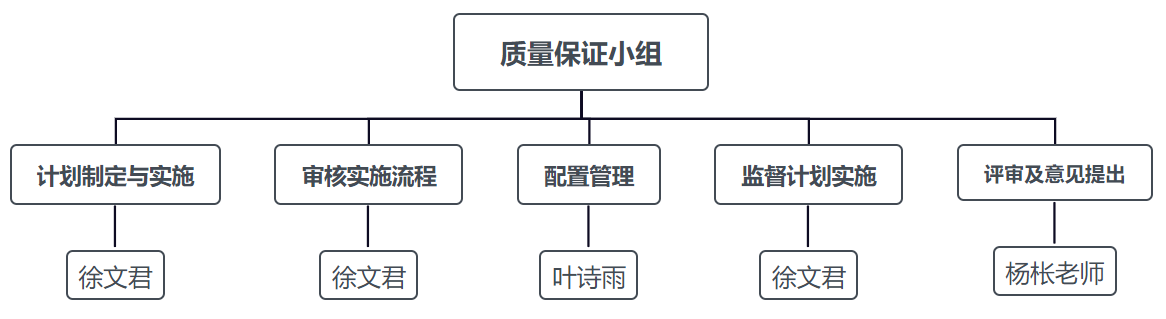 质量保证小组
计划制定与实施
审核实施流程
配置管理
监督计划实施
评审及意见提出
徐文君
徐文君
叶诗雨
徐文君
杨枨老师